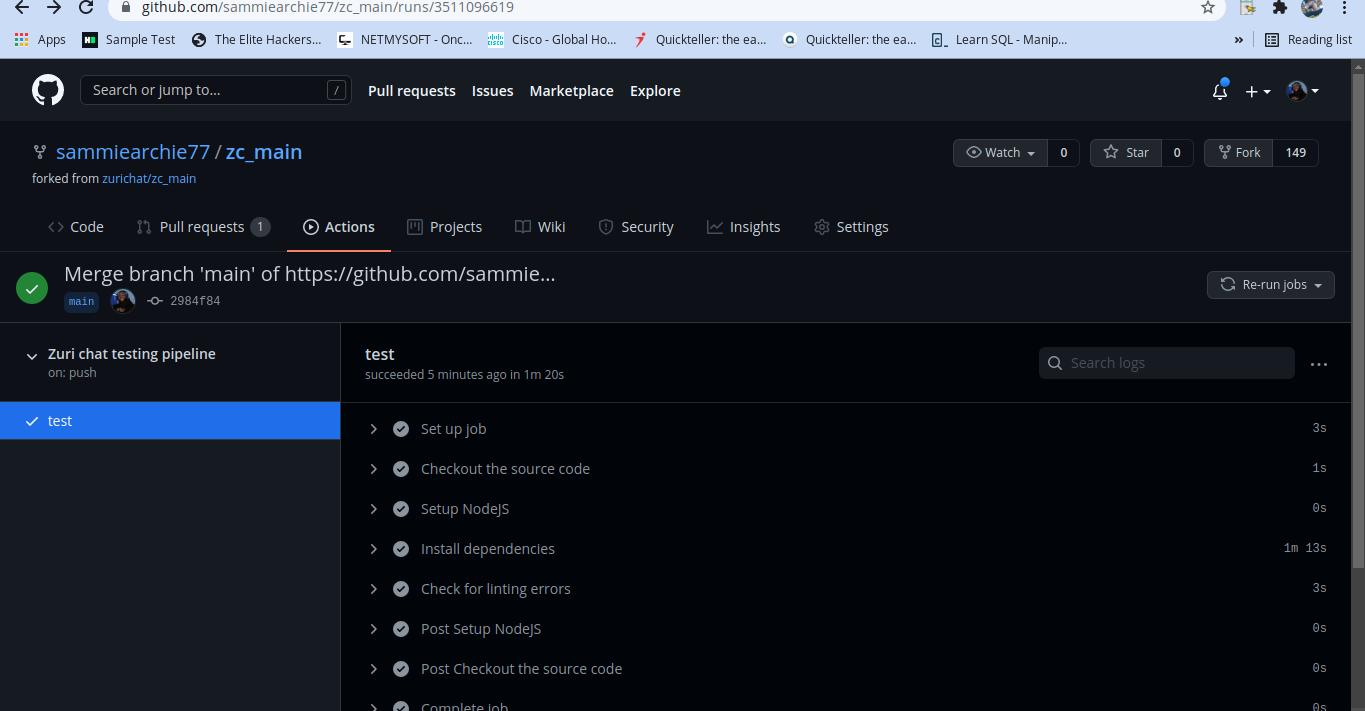 github.com/sammiearchie77/zc_main/runs/3511096619
Apps Sample Test The Elite Hackers... NETMYSOFT - Onc... Cisco - Global Ho... Quickteller: the ea... Quickteller: the ea... Learn SQL - Manip... » Reading list
Search or jump to... / Pull requests Issues Marketplace Explore
sammiearchie77 / zc_main Watch 0 Star 0 Fork 149
forked from zurichat/zc_main
Code Pull requests 1 Actions Projects Wiki Security Insights Settings
Merge branch 'main' of https://github.com/sammie...
main 2984f84 Re-run jobs
Zuri chat testing pipeline
on: push
test
test
succeeded 5 minutes ago in 1m 20s
Search logs
Set up job 3s
Checkout the source code 1s
Setup NodeJS 0s
Install dependencies 1m 13s
Check for linting errors 3s
Post Setup NodeJS 0s
Post Checkout the source code 0s
Complete job 0s